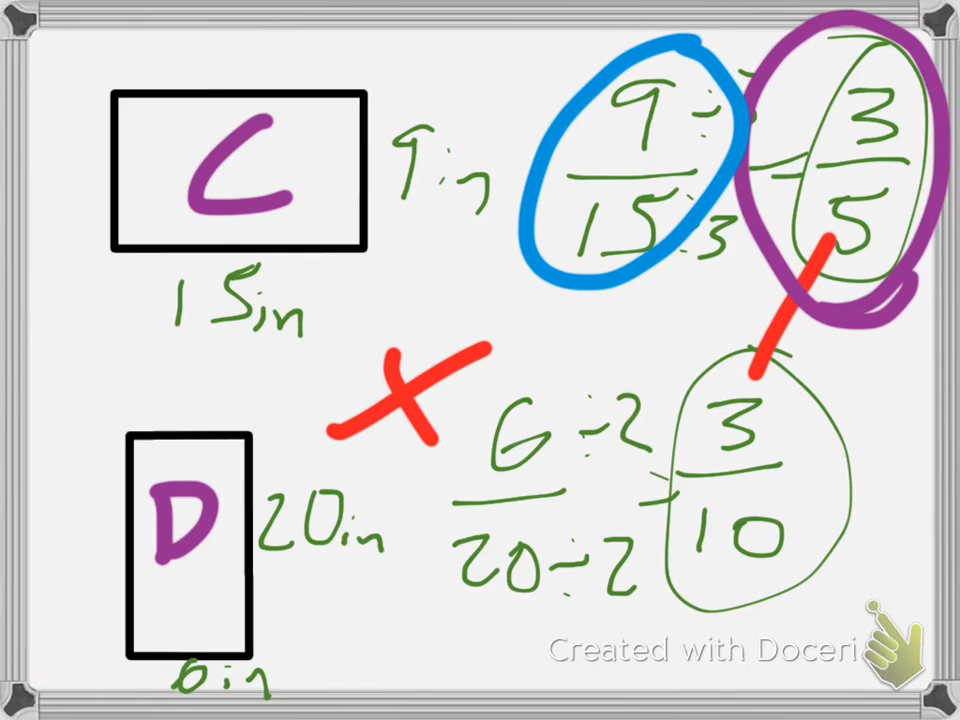 C
9in
15in
9 ÷3
15 ÷3
=
3
5
D
20in
6in
6 ÷2
20 ÷2
=
3
10
Created with Doceri